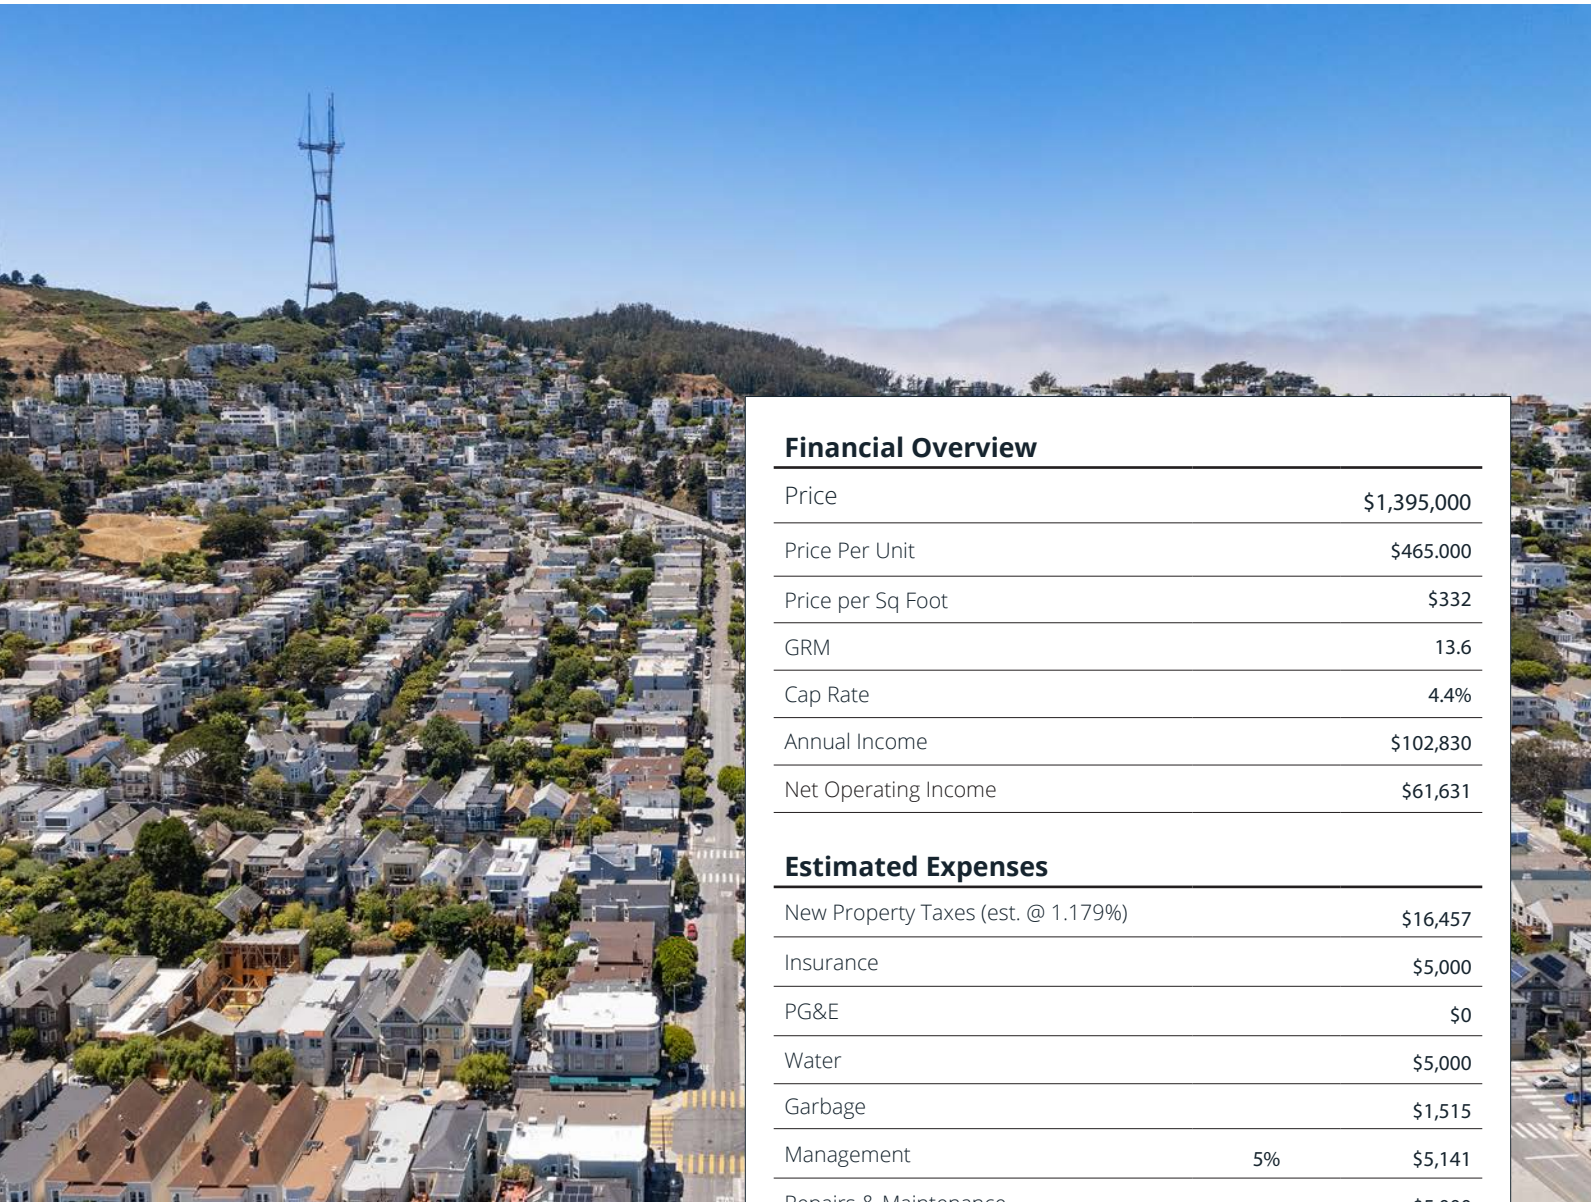 Financial Overview
Price $1,395,000
Price Per Unit $465.000
Price per Sq Foot $332
GRM 13.6
Cap Rate 4.4%
Annual Income $102,830
Net Operating Income $61,631
Estimated Expenses
New Property Taxes (est. @ 1.179%) $16,457
Insurance $5,000
PG&E $0
Water $5,000
Garbage $1,515
Management 5% $5,141
Repairs & Maintenance